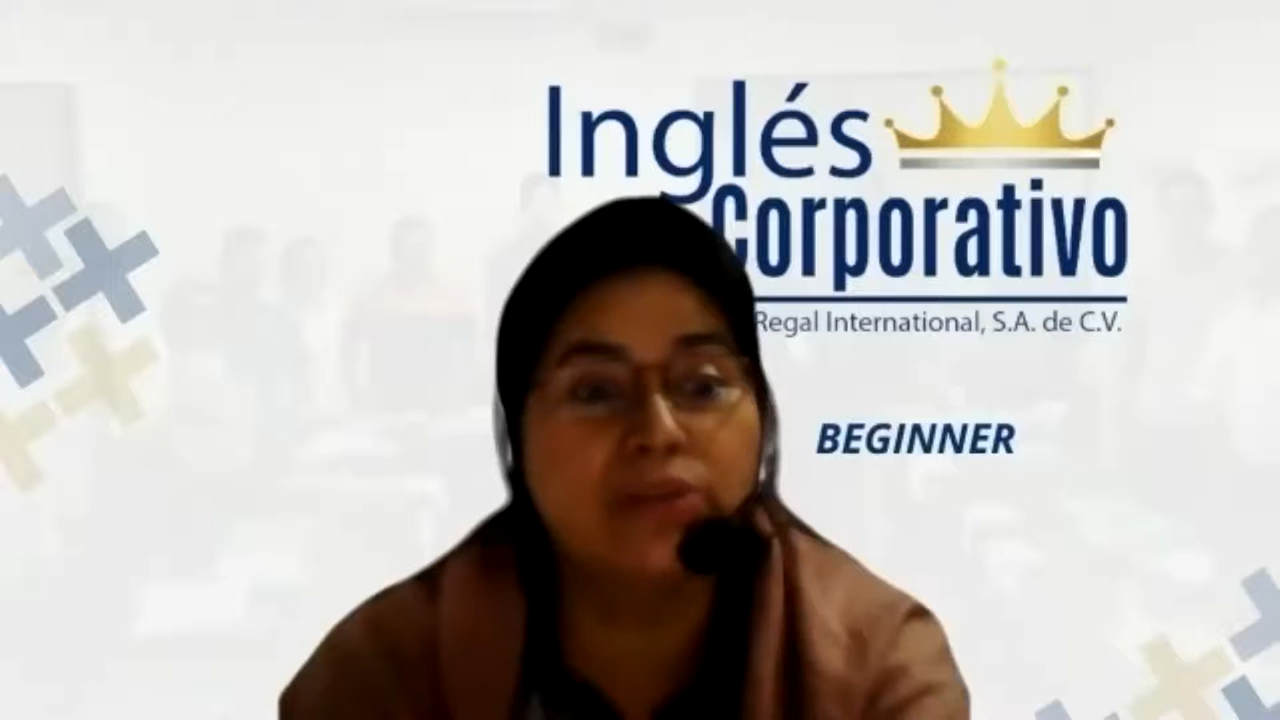 Inglés
Corporativo
Regal International, S.A. de C.V.
BEGINNER